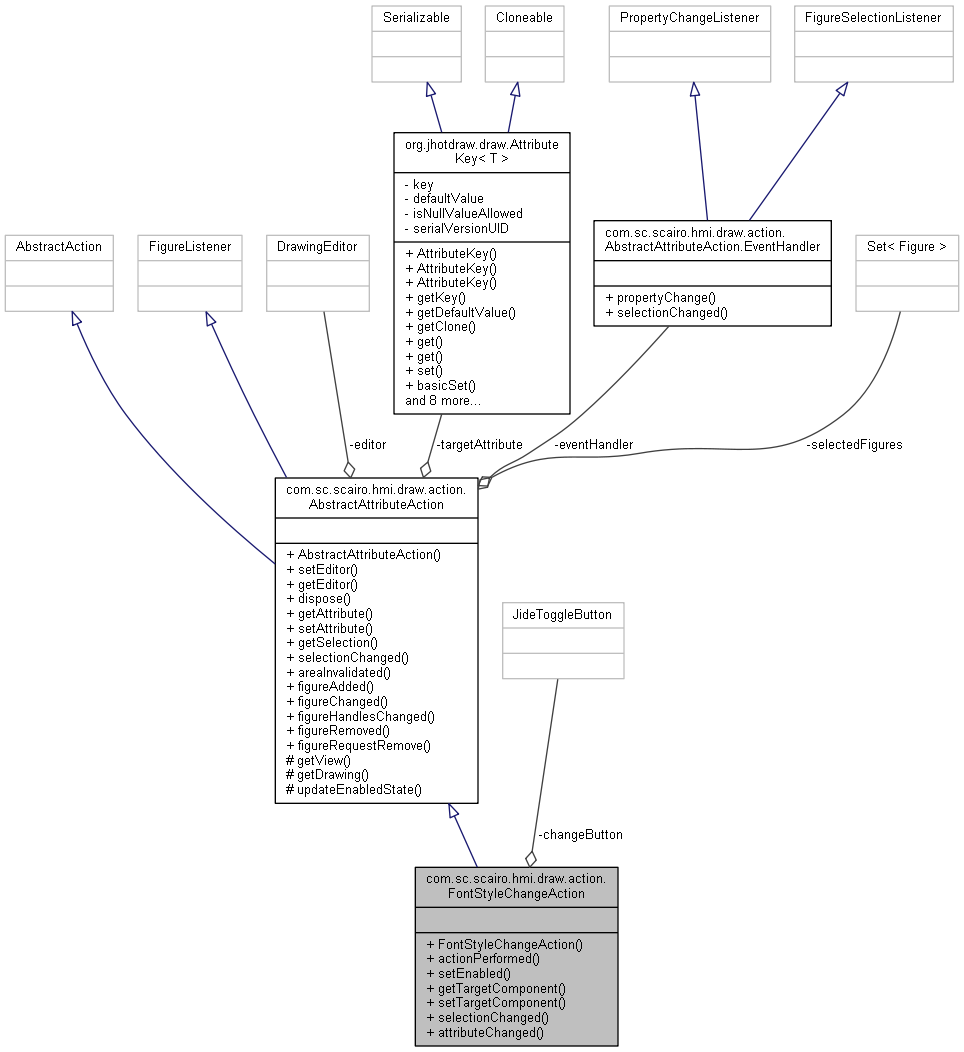 Serializable
Cloneable
PropertyChangeListener
FigureSelectionListener
org.jhotdraw.draw.Attribute
Key< T >
- key
- defaultValue
- isNullValueAllowed
- serialVersionUID
+ AttributeKey()
+ AttributeKey()
+ AttributeKey()
+ getKey()
+ getDefaultValue()
+ getClone()
+ get()
+ get()
+ set()
+ basicSet()
and 8 more...
com.sc.scairo.hmi.draw.action.
AbstractAttributeAction.EventHandler
+ propertyChange()
+ selectionChanged()
AbstractAction
FigureListener
DrawingEditor
Set< Figure >
-editor
-targetAttribute
-eventHandler
-selectedFigures
com.sc.scairo.hmi.draw.action.
AbstractAttributeAction
+ AbstractAttributeAction()
+ setEditor()
+ getEditor()
+ dispose()
+ getAttribute()
+ setAttribute()
+ getSelection()
+ selectionChanged()
+ areaInvalidated()
+ figureAdded()
+ figureChanged()
+ figureHandlesChanged()
+ figureRemoved()
+ figureRequestRemove()
# getView()
# getDrawing()
# updateEnabledState()
JideToggleButton
-changeButton
com.sc.scairo.hmi.draw.action.
FontStyleChangeAction
+ FontStyleChangeAction()
+ actionPerformed()
+ setEnabled()
+ getTargetComponent()
+ setTargetComponent()
+ selectionChanged()
+ attributeChanged()